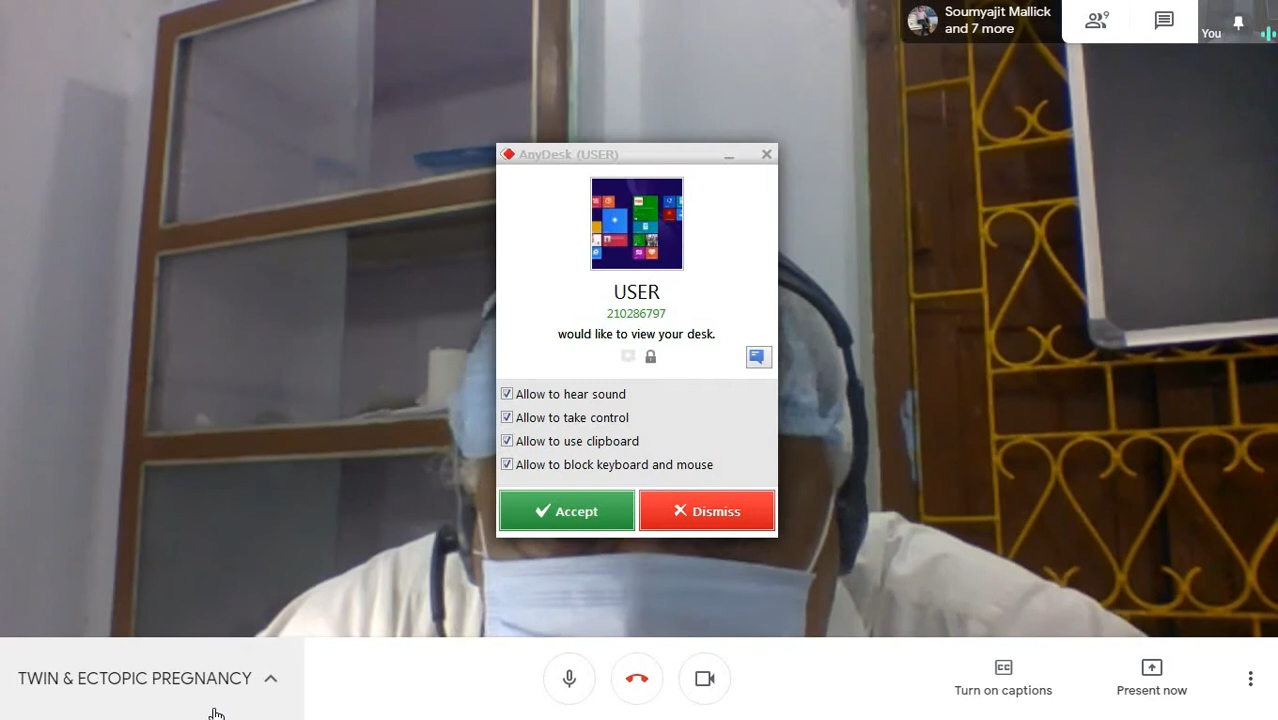 Soumyajit Mallick
and 7 more
9
You
AnyDesk (USER)
USER
210286797
would like to view your desk.
Allow to hear sound
Allow to take control
Allow to use clipboard
Allow to block keyboard and mouse
Accept
Dismiss
TWIN & ECTOPIC PREGNANCY
CC
Turn on captions
Present now